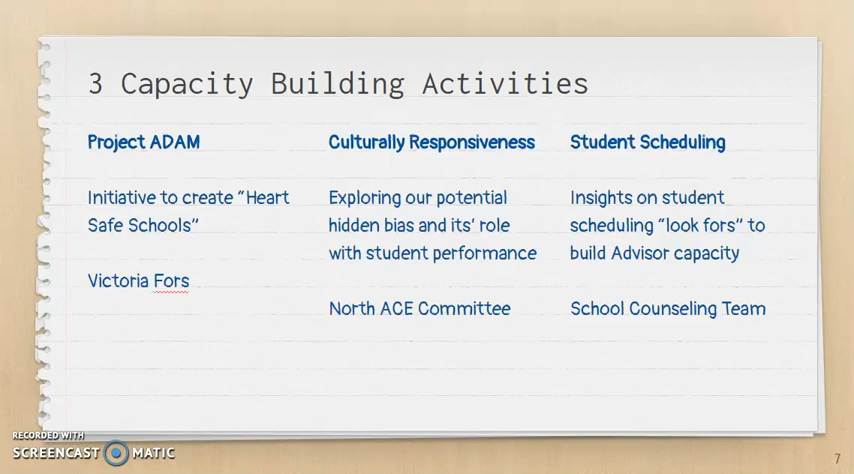 3 Capacity Building Activities
Project ADAM
Initiative to create “Heart
Safe Schools”
Victoria Fors
Culturally Responsiveness
Exploring our potential
hidden bias and its’ role
with student performance
North ACE Committee
Student Scheduling
Insights on student
scheduling “look fors” to
build Advisor capacity
School Counseling Team
RECORDED WITH
SCREENCAST MATIC
7